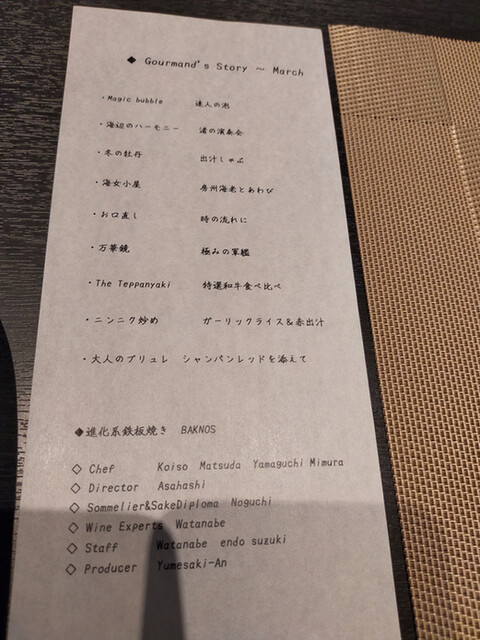 ◆ Gourmand's Story ～ March
・Magic bubble 達人の泡
・海辺のハーモニー 渚の演奏会
・冬の牡丹 出汁しゃぶ
・海女小屋 房州海老とあわび
・お口直し 時の流れに
・万華鏡 極みの軍艦
・The Teppanyaki 特選和牛食べ比べ
・ニンニク炒め ガーリックライス＆赤出汁
・大人のブリュレ シャンパンレッドを添えて
◆進化系鉄板焼き BAKNOS
◇ Chef Koiso Matsuda Yamaguchi Mimura
◇ Director Asahashi
◇ Sommelier&SakeDiploma Noguchi
◇ Wine Experts Watanabe
◇ Staff Watanabe endo suzuki
◇ Producer Yumesaki-An